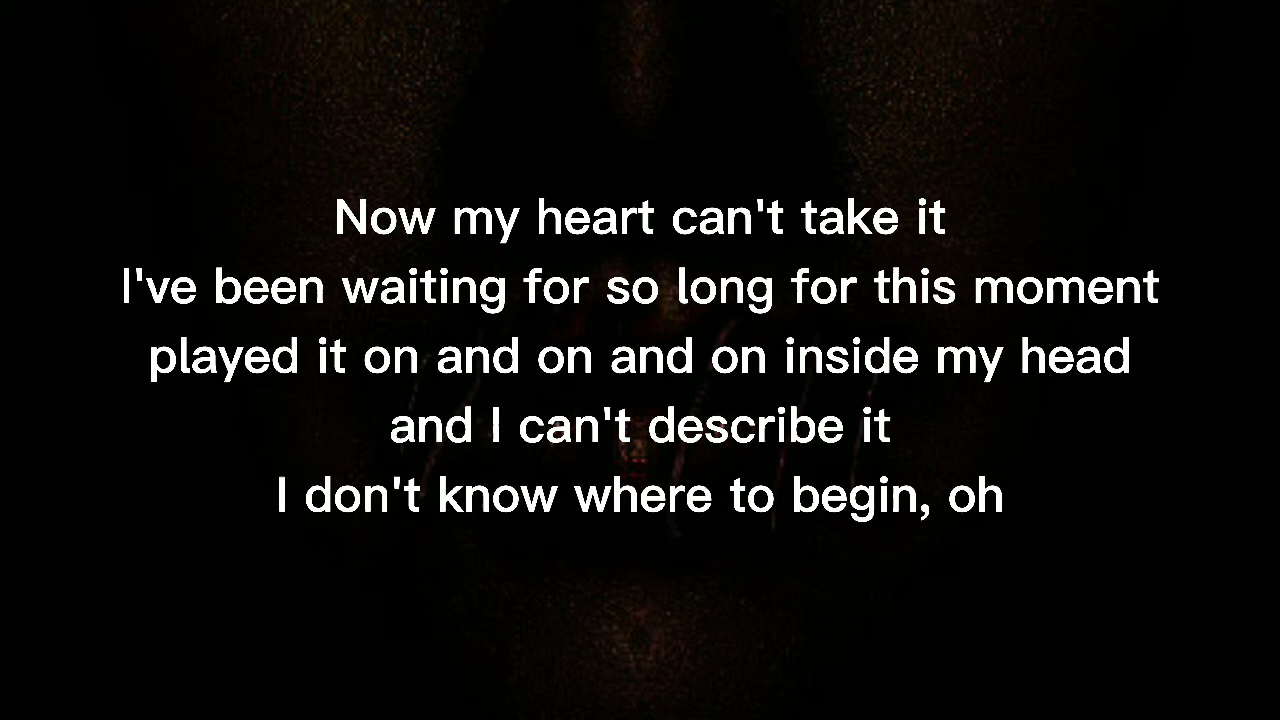 Now my heart can't take it
I've been waiting for so long for this moment
played it on and on and on inside my head
and I can't describe it
I don't know where to begin, oh